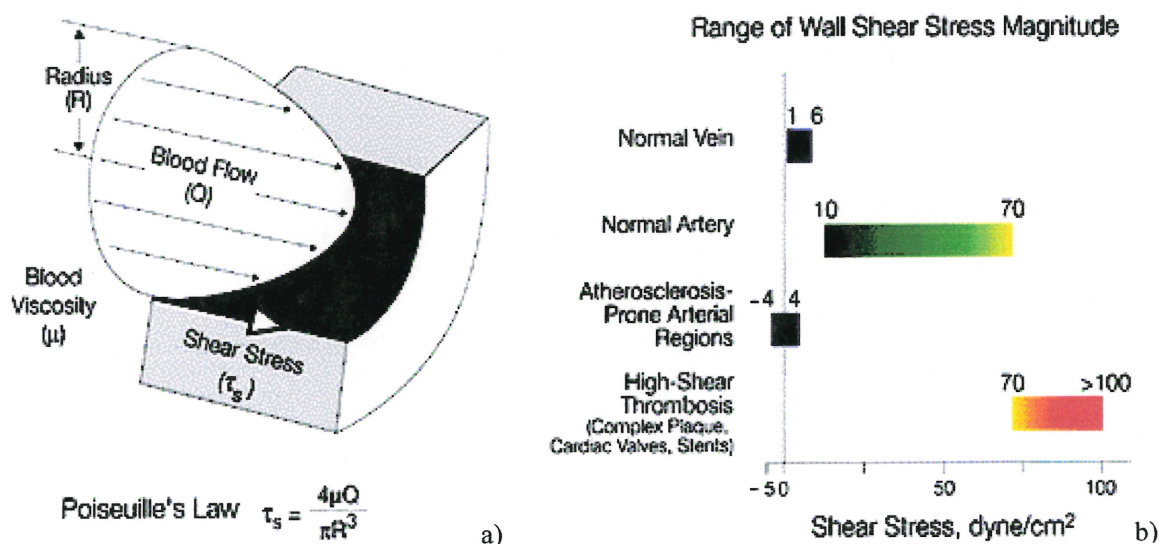 Radius
(R)
Blood Flow
(Q)
Blood
Viscosity
(μ)
Shear Stress
(τs)
Poiseuille's Law τs = 4μQ / πR³
a)
Range of Wall Shear Stress Magnitude
Normal Vein
1 6
Normal Artery
10 70
Atherosclerosis-
Prone Arterial
Regions
-4 4
High-Shear
Thrombosis
(Complex Plaque,
Cardiac Valves, Stents)
70 >100
-5 0 50 100
Shear Stress, dyne/cm²
b)